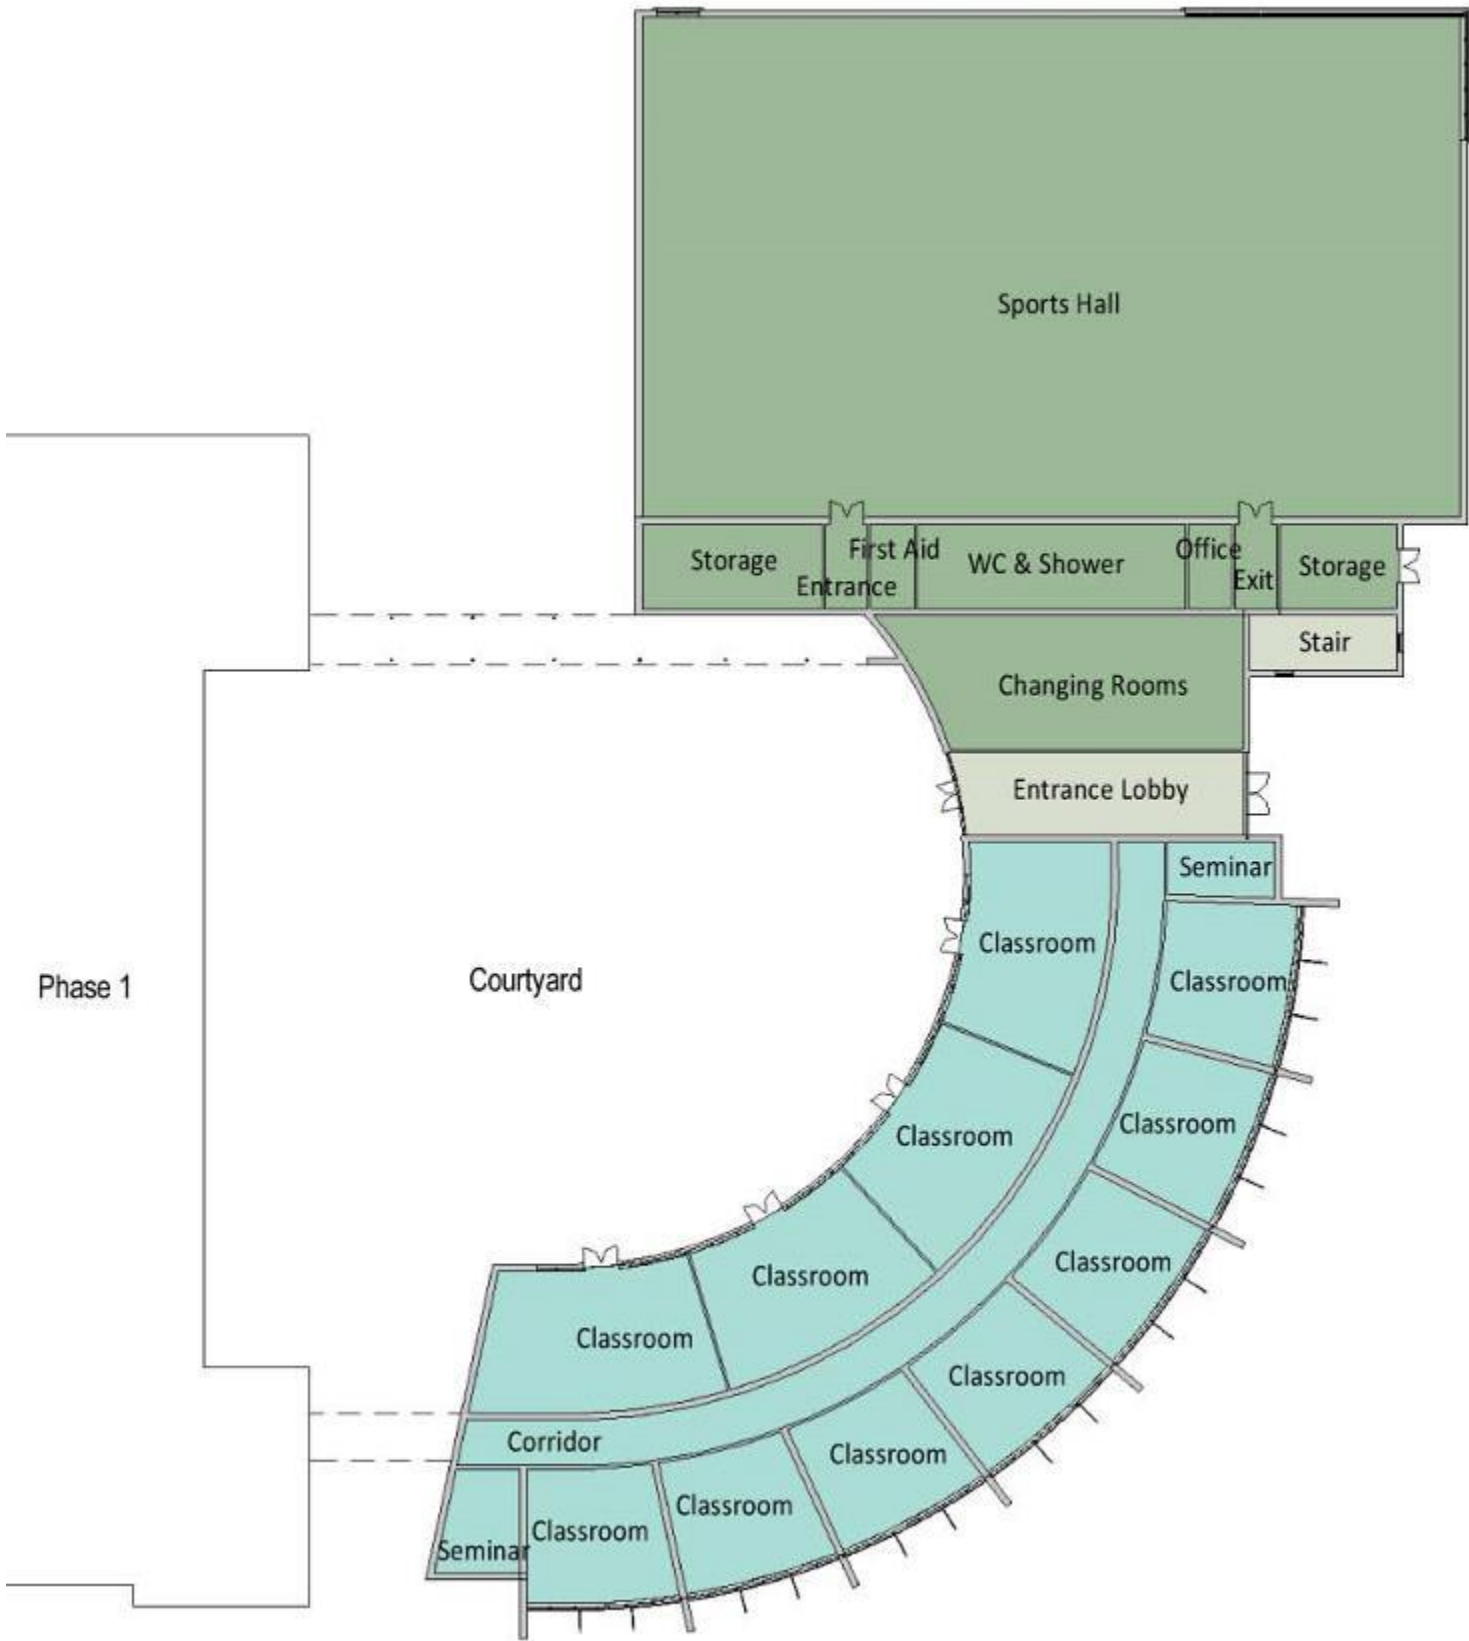 Sports Hall
Storage
Entrance
First Aid
WC & Shower
Office
Exit
Storage
Stair
Changing Rooms
Entrance Lobby
Seminar
Classroom
Classroom
Phase 1
Courtyard
Classroom
Classroom
Classroom
Classroom
Classroom
Classroom
Classroom
Corridor
Classroom
Classroom
Seminar